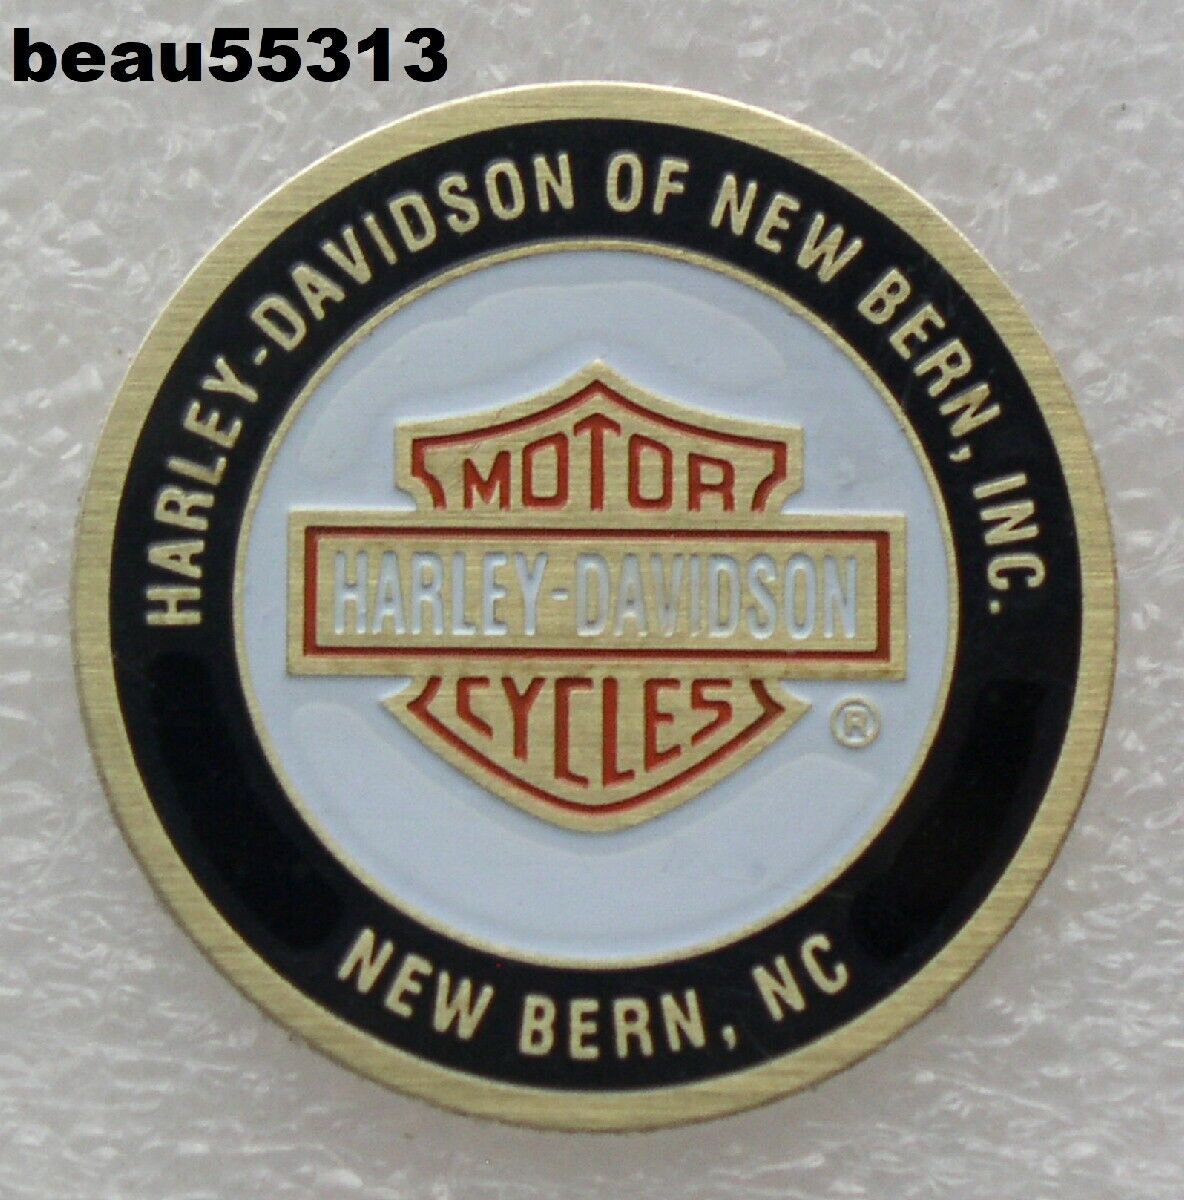 beau55313
HARLEY-DAVIDSON OF NEW BERN, INC.
MOTOR
HARLEY-DAVIDSON
CYCLES
®
NEW BERN, NC